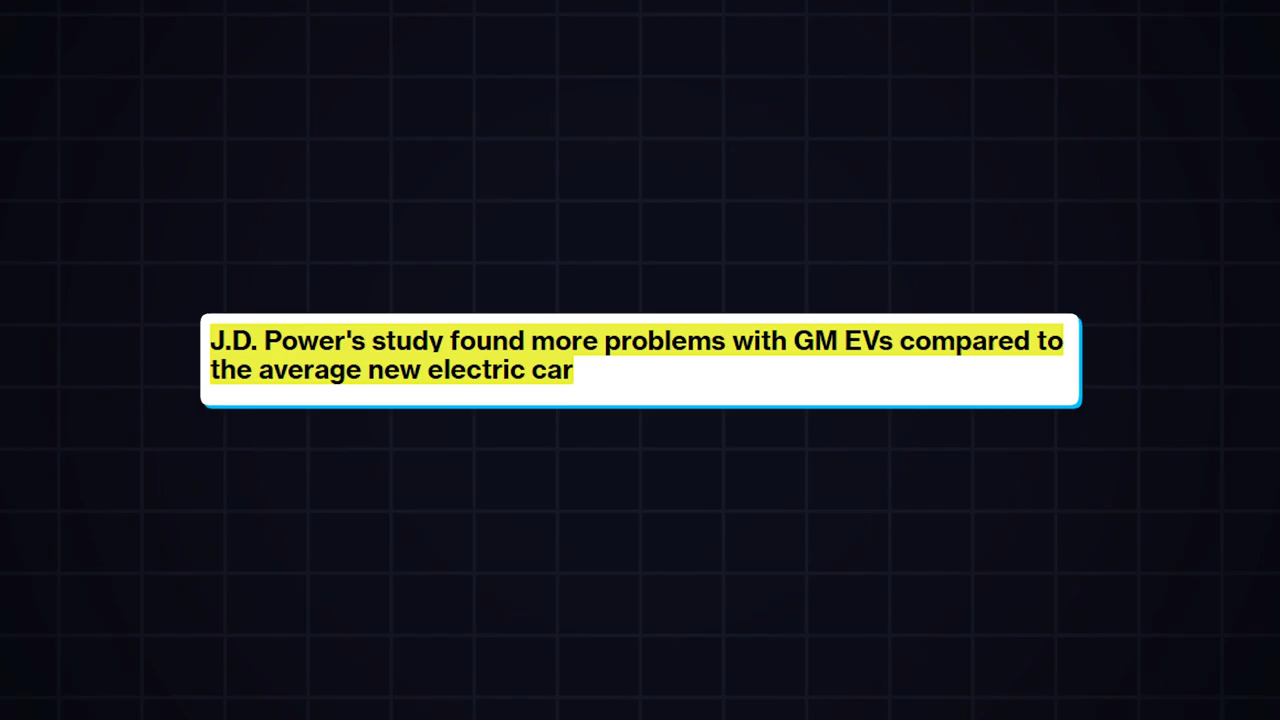 J.D. Power's study found more problems with GM EVs compared to
the average new electric car